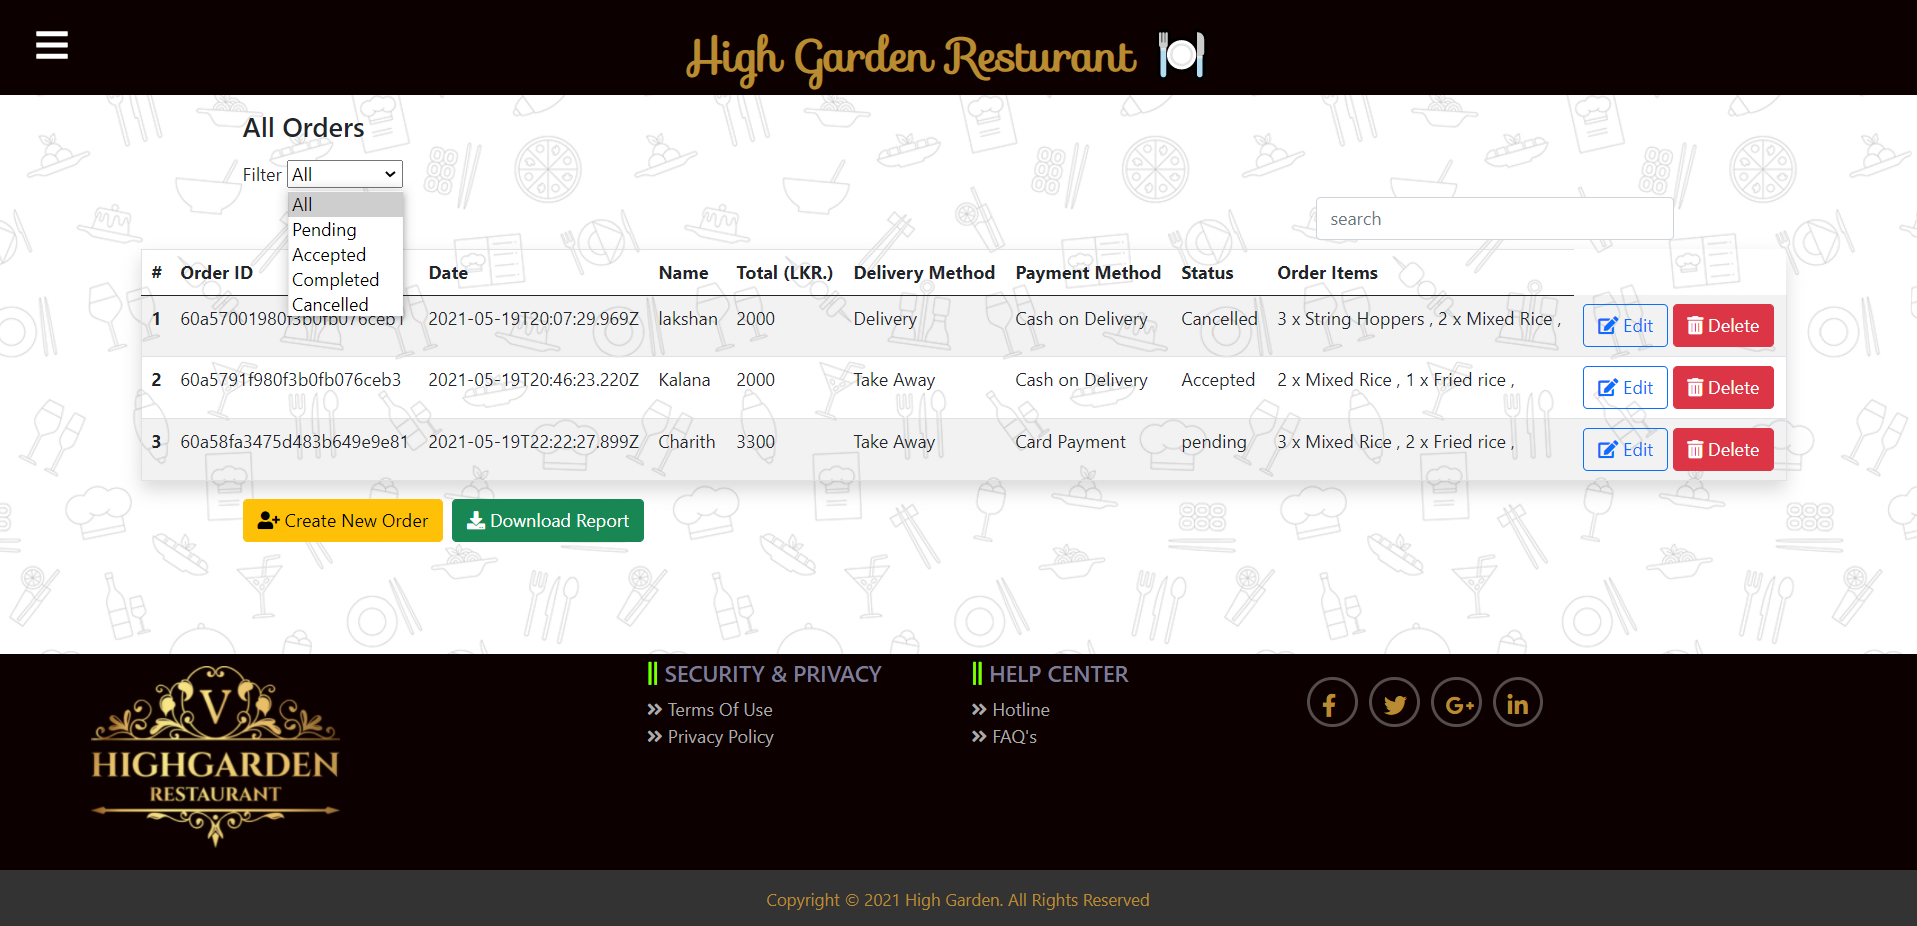 High Garden Resturant
All Orders
Filter All
All
Pending
Accepted
Completed
Cancelled
search
# Order ID Date Name Total (LKR.) Delivery Method Payment Method Status Order Items
1 60a57001980f3b0fb076ceb1 2021-05-19T20:07:29.969Z lakshan 2000 Delivery Cash on Delivery Cancelled 3 x String Hoppers , 2 x Mixed Rice , Edit Delete
2 60a5791f980f3b0fb076ceb3 2021-05-19T20:46:23.220Z Kalana 2000 Take Away Cash on Delivery Accepted 2 x Mixed Rice , 1 x Fried rice , Edit Delete
3 60a58fa3475d483b649e9e81 2021-05-19T22:22:27.899Z Charith 3300 Take Away Card Payment pending 3 x Mixed Rice , 2 x Fried rice , Edit Delete
Create New Order Download Report
V
HIGHGARDEN
RESTAURANT
SECURITY & PRIVACY
Terms Of Use
Privacy Policy
HELP CENTER
Hotline
FAQ's
Copyright © 2021 High Garden. All Rights Reserved